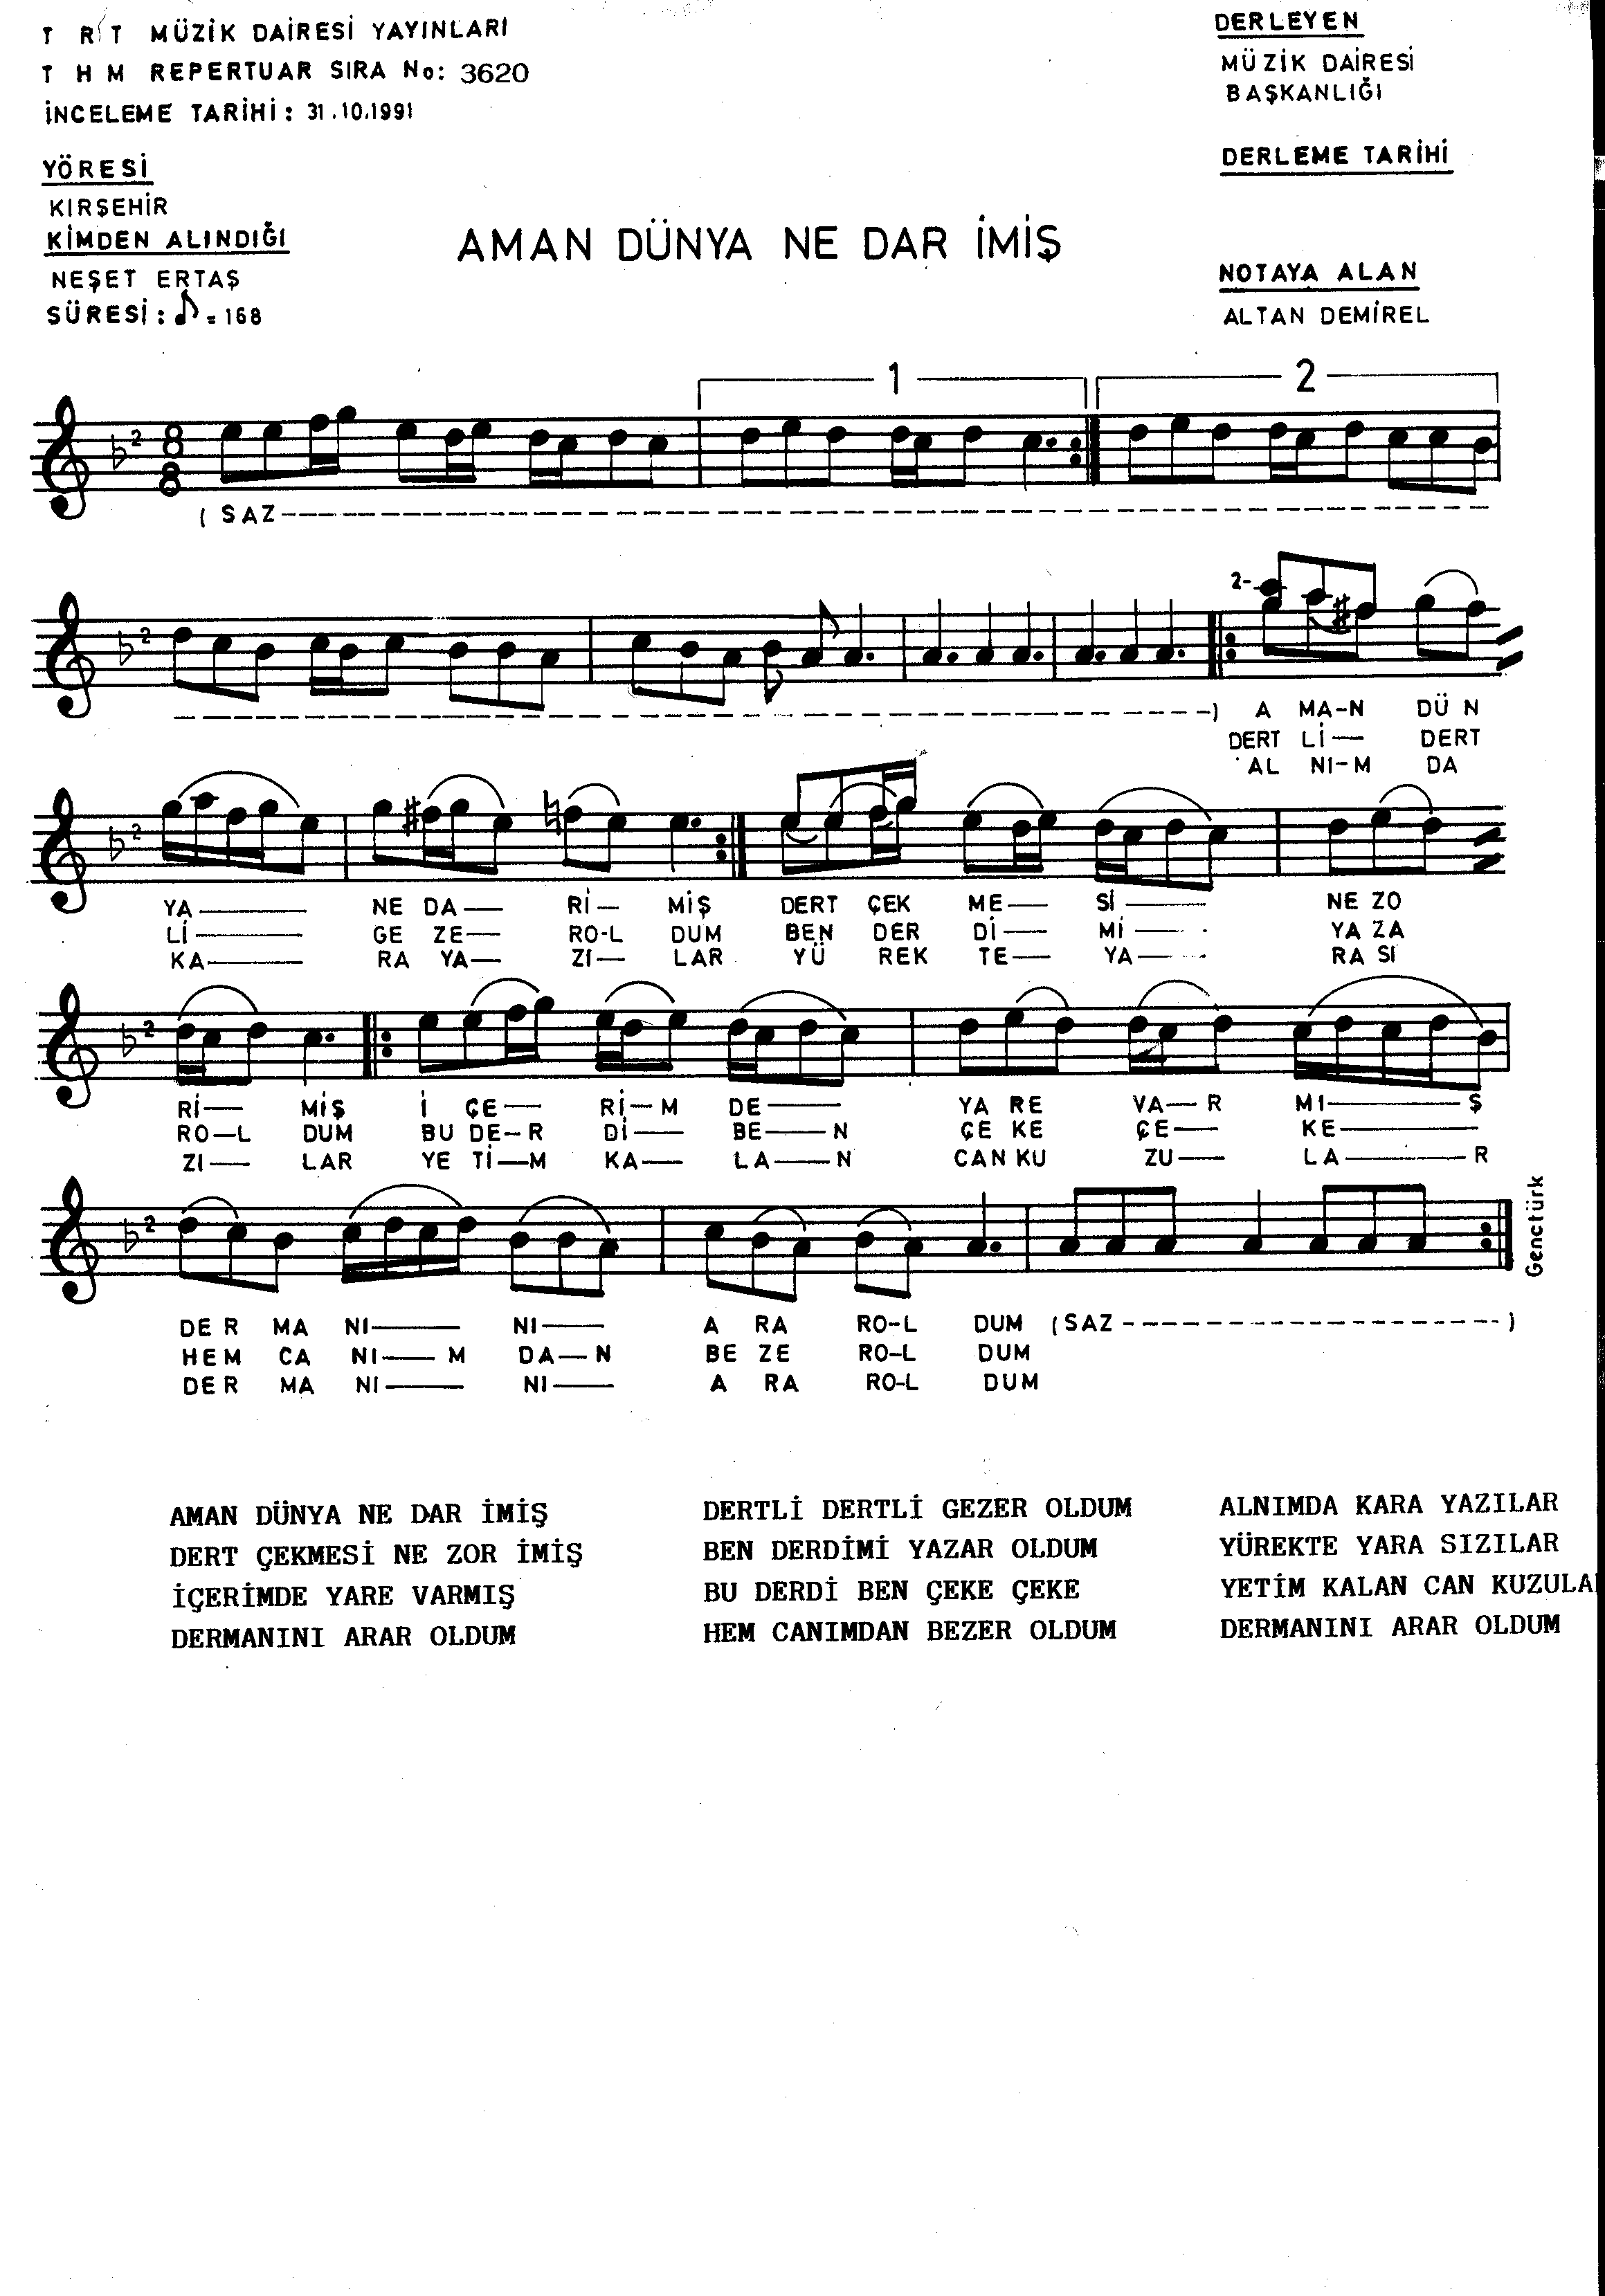 T R T MÜZİK DAİRESİ YAYINLARI
T H M REPERTUAR SIRA No: 3620
İNCELEME TARİHİ: 31.10.1991
YÖRESİ
KIRŞEHİR
KİMDEN ALINDIĞI
NEŞET ERTAŞ
SÜRESİ: ♪ = 168
AMAN DÜNYA NE DAR İMİŞ
DERLEYEN
MÜZİK DAİRESİ
BAŞKANLIĞI
DERLEME TARİHİ
NOTAYA ALAN
ALTAN DEMİREL
1 2
2 8 8
( SAZ
2 2-
) A MA-N DÜ N
DERT Lİ— DERT
AL NI-M DA
2
YA— NE DA— Rİ— MİŞ DERT ÇEK ME— Sİ— NE ZO
Lİ— GE ZE— RO-L DUM BEN DER Dİ— Mİ— YA ZA
KA— RA YA— ZI— LAR YÜ REK TE— YA— RA SI
2
Rİ— MİŞ İ ÇE— Rİ—M DE— YA RE VA—R MI—Ş
RO—L DUM BU DE-R Dİ— BE—N ÇE KE ÇE— KE—
ZI— LAR YE Tİ—M KA— LA—N CAN KU ZU— LA—R
2
Genctürk
DE R MA NI— NI— A RA RO-L DUM (SAZ )
HEM CA NI—M DA—N BE ZE RO-L DUM
DER MA NI— NI— A RA RO-L DUM
AMAN DÜNYA NE DAR İMİŞ
DERT ÇEKMESİ NE ZOR İMİŞ
İÇERİMDE YARE VARMIŞ
DERMANINI ARAR OLDUM
DERTLİ DERTLİ GEZER OLDUM
BEN DERDİMİ YAZAR OLDUM
BU DERDİ BEN ÇEKE ÇEKE
HEM CANIMDAN BEZER OLDUM
ALNIMDA KARA YAZILAR
YÜREKTE YARA SIZILAR
YETİM KALAN CAN KUZULA
DERMANINI ARAR OLDUM